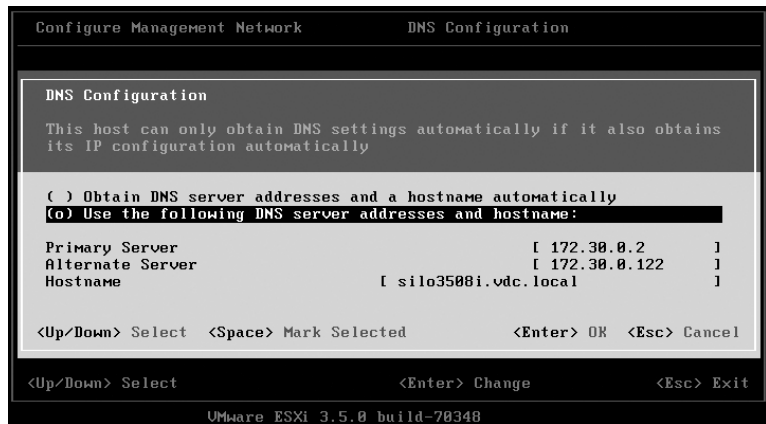 Configure Management Network DNS Configuration
DNS Configuration
This host can only obtain DNS settings automatically if it also obtains
its IP configuration automatically
( ) Obtain DNS server addresses and a hostname automatically
(o) Use the following DNS server addresses and hostname:
Primary Server [ 172.30.0.2 ]
Alternate Server [ 172.30.0.122 ]
Hostname [ silo3508i.vdc.local ]
<Up/Down> Select <Space> Mark Selected <Enter> OK <Esc> Cancel
<Up/Down> Select <Enter> Change <Esc> Exit
VMware ESXi 3.5.0 build-70348